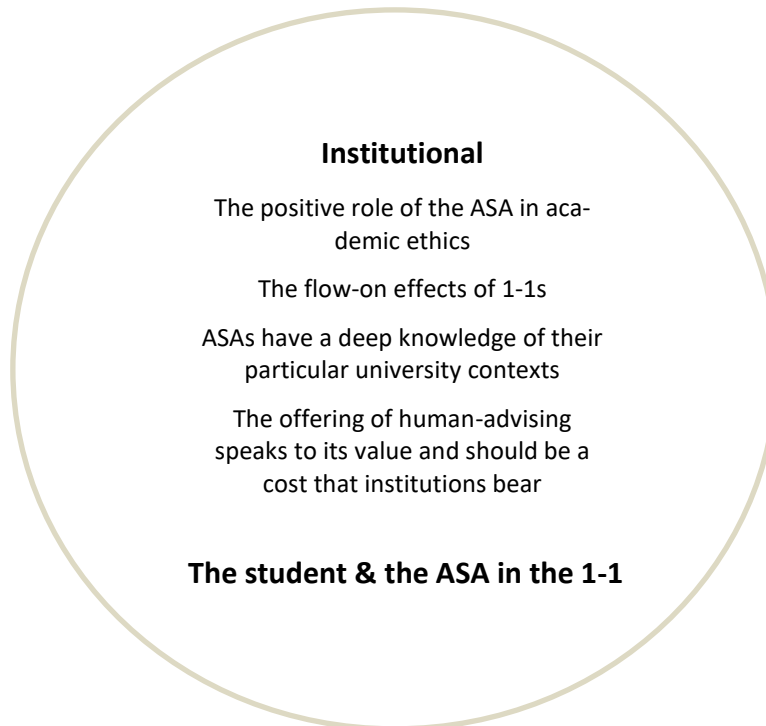 Institutional
The positive role of the ASA in aca-
demic ethics
The flow-on effects of 1-1s
ASAs have a deep knowledge of their
particular university contexts
The offering of human-advising
speaks to its value and should be a
cost that institutions bear
The student & the ASA in the 1-1